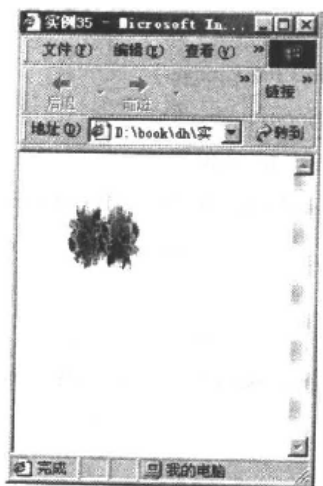 实例35 - Microsoft In...
文件(F) 编辑(E) 查看(V) »
后退 前进 » 链接 »
地址(D) D:\book\dh\实 转到
完成 我的电脑